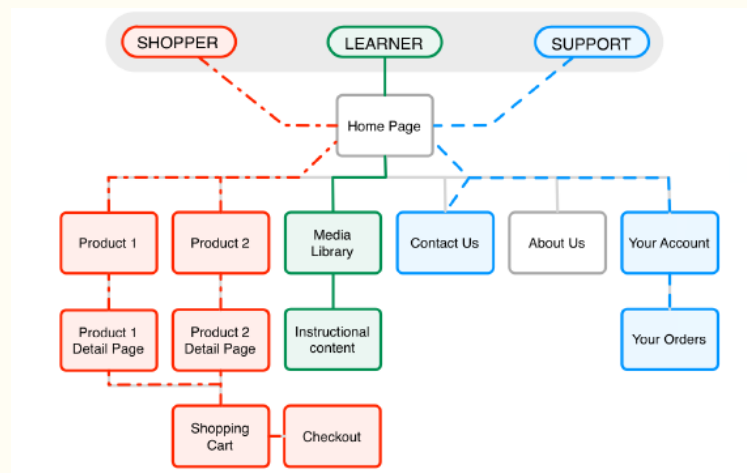 SHOPPER
LEARNER
SUPPORT
Home Page
Product 1
Product 2
Media
Library
Contact Us
About Us
Your Account
Product 1
Detail Page
Product 2
Detail Page
Instructional
content
Your Orders
Shopping
Cart
Checkout